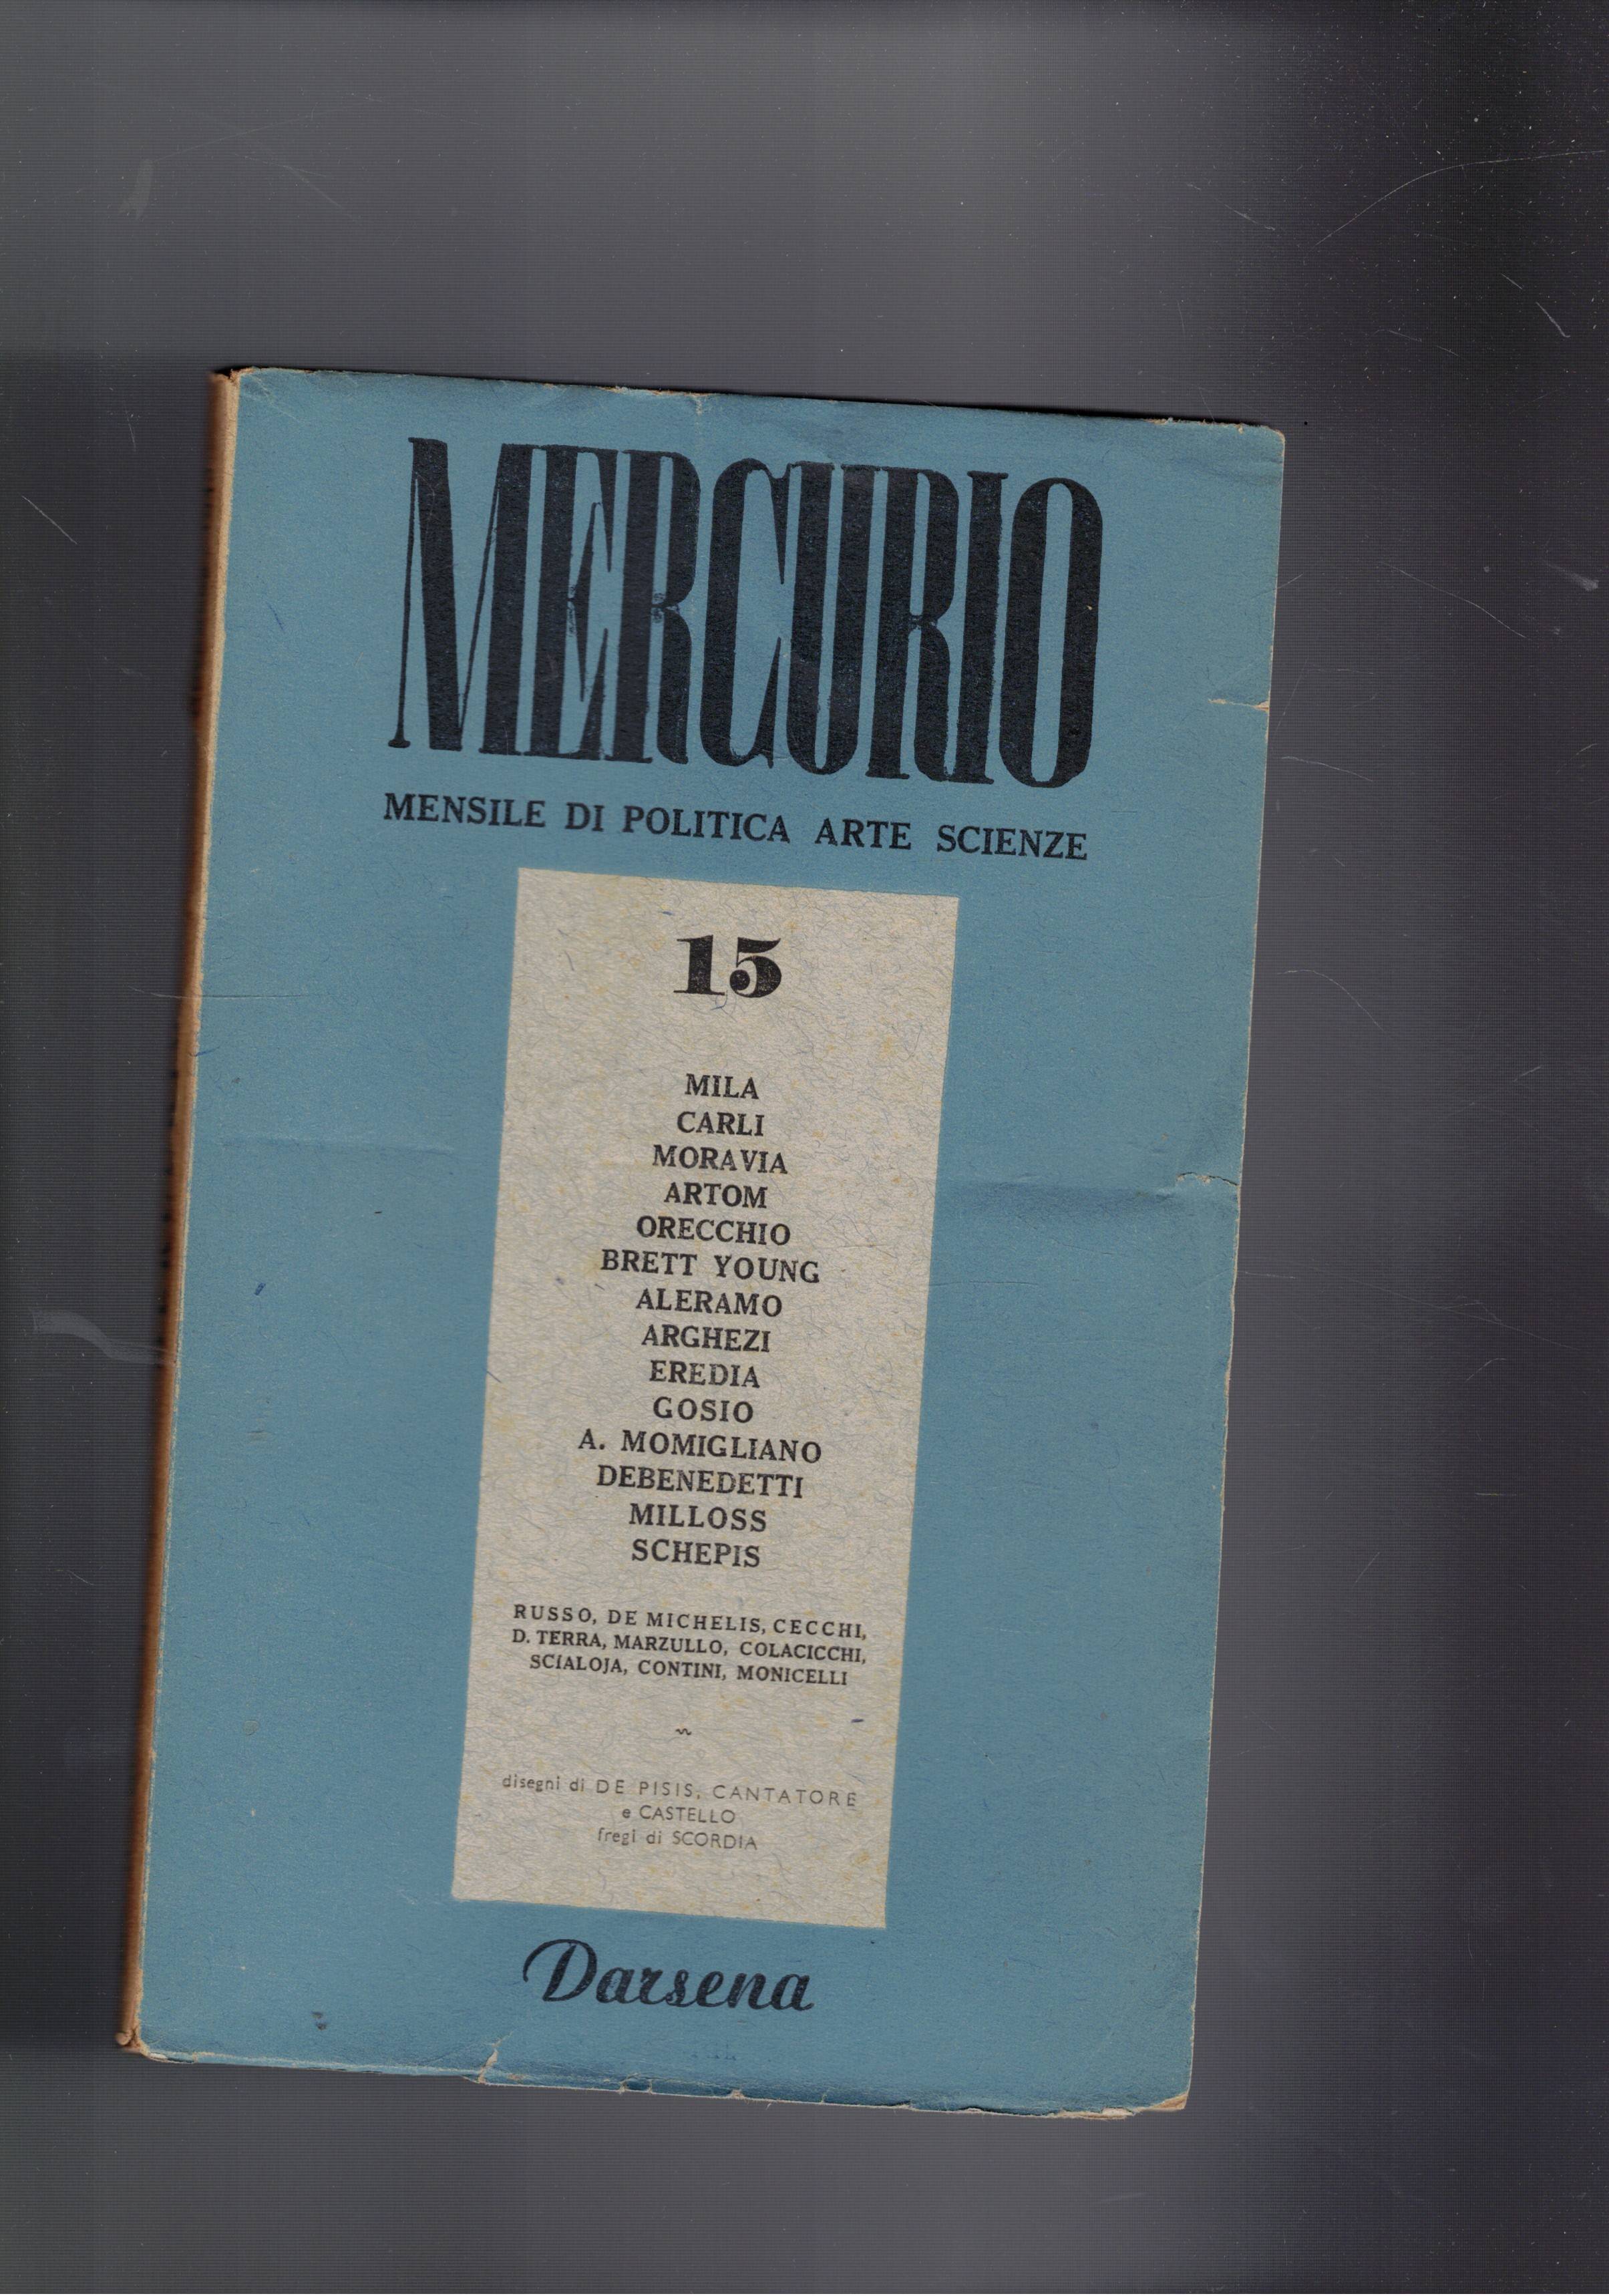 MERCURIO
MENSILE DI POLITICA ARTE SCIENZE
15
MILA
CARLI
MORAVIA
ARTOM
ORECCHIO
BRETT YOUNG
ALERAMO
ARGHEZI
EREDIA
GOSIO
A. MOMIGLIANO
DEBENEDETTI
MILLOSS
SCHEPIS
RUSSO, DE MICHELIS, CECCHI,
D. TERRA, MARZULLO, COLACICCHI,
SCIALOJA, CONTINI, MONICELLI
disegni di DE PISIS, CANTATORE
e CASTELLO
fregi di SCORDIA
Darsena